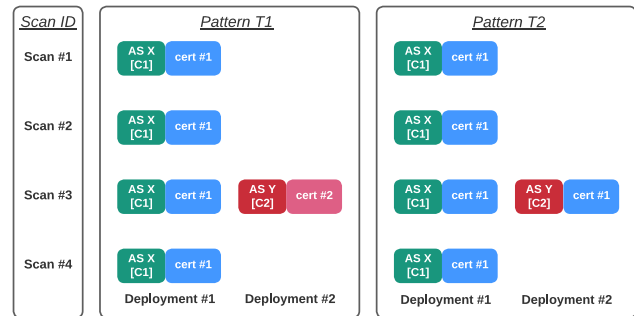 Scan ID
Pattern T1
Pattern T2
Scan #1
AS X
[C1]
cert #1
AS X
[C1]
cert #1
Scan #2
AS X
[C1]
cert #1
AS X
[C1]
cert #1
Scan #3
AS X
[C1]
cert #1
AS Y
[C2]
cert #2
AS X
[C1]
cert #1
AS Y
[C2]
cert #1
Scan #4
AS X
[C1]
cert #1
AS X
[C1]
cert #1
Deployment #1
Deployment #2
Deployment #1
Deployment #2